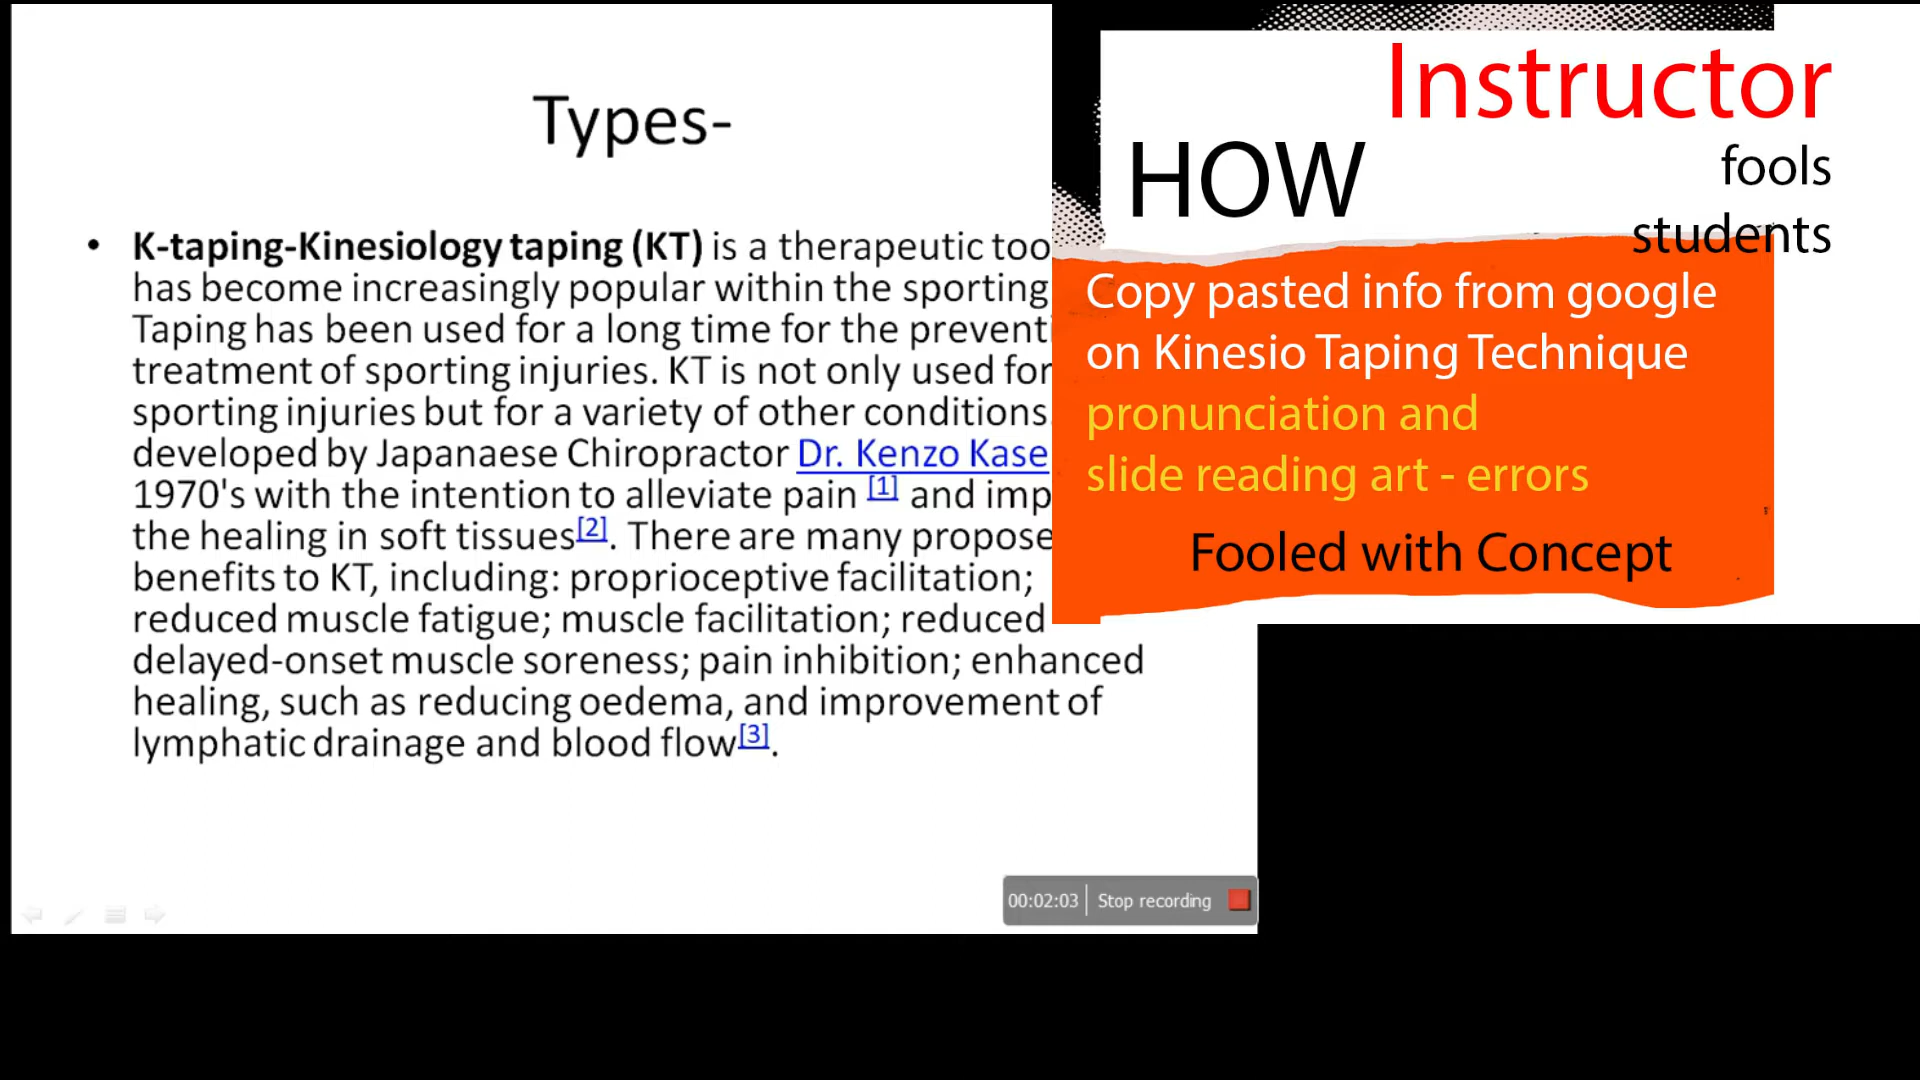 Types-
• K-taping-Kinesiology taping (KT) is a therapeutic
has become increasingly popular within the sporting
Taping has been used for a long time for the
treatment of sporting injuries. KT is not only used for
sporting injuries but for a variety of other conditions.
developed by Japanaese Chiropractor Dr. Kenzo Kase
1970's with the intention to alleviate pain [1] and
the healing in soft tissues[2]. There are many
benefits to KT, including: proprioceptive facilitation;
reduced muscle fatigue; muscle facilitation; reduced
delayed-onset muscle soreness; pain inhibition; enhanced
healing, such as reducing oedema, and improvement of
lymphatic drainage and blood flow[3].
00:02:03 Stop recording
Instructor
HOW
fools
students
Copy pasted info from google
on Kinesio Taping Technique
pronunciation and
slide reading art - errors
Fooled with Concept